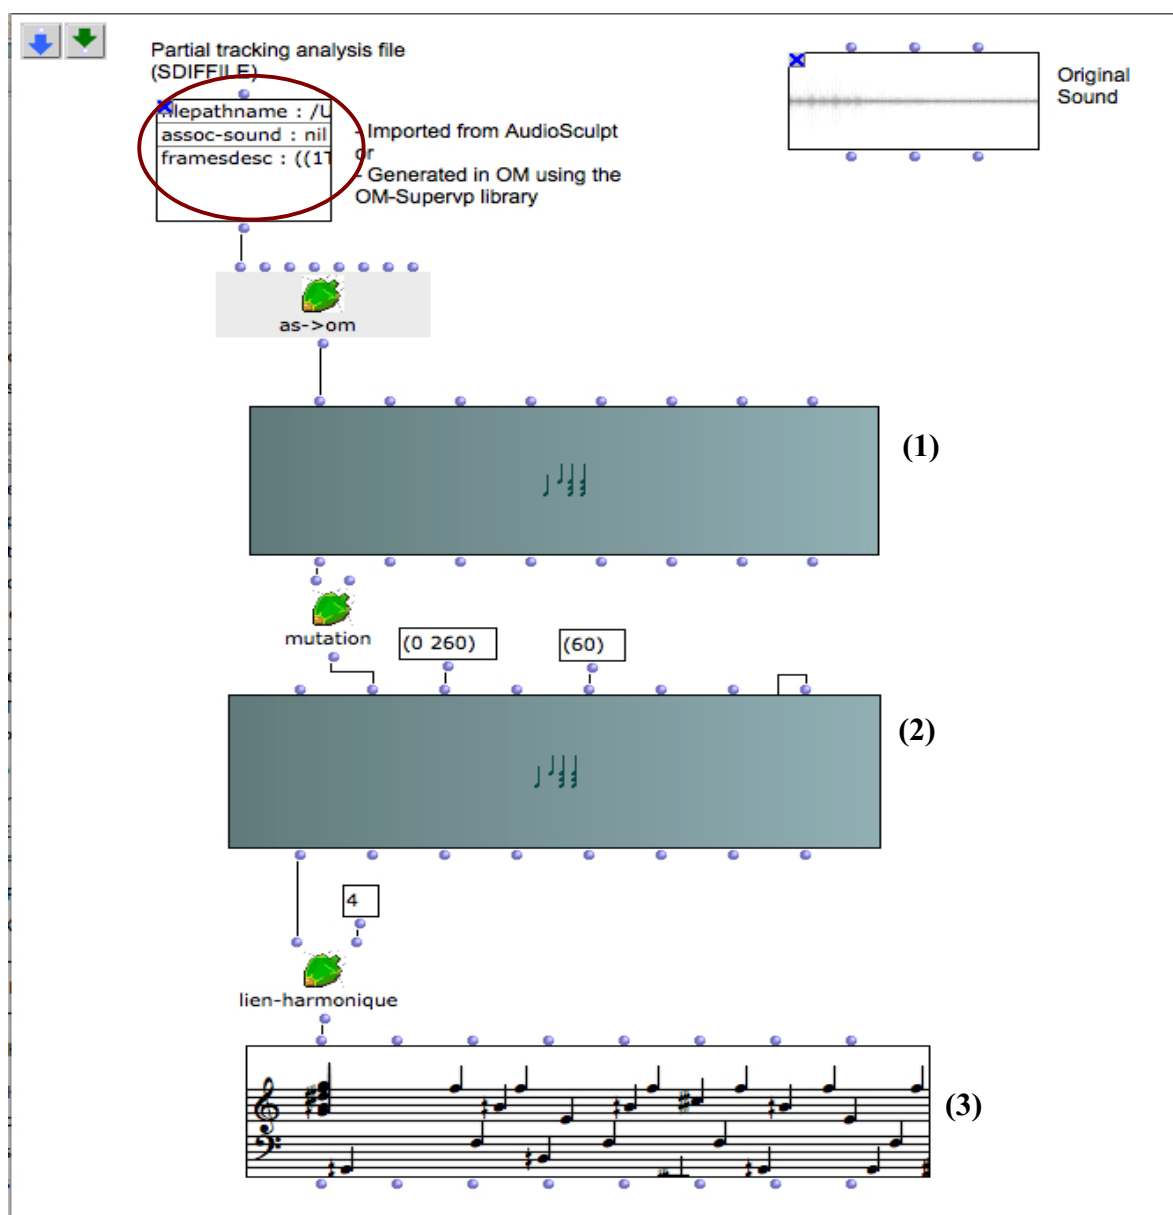 Partial tracking analysis file
(SDIFFILE)
filepathname : /U
assoc-sound : nil
framesdesc : ((1T
- Imported from AudioSculpt
or
- Generated in OM using the
OM-Supervp library
Original
Sound
as->om
(1)
mutation
(0 260)
(60)
(2)
4
lien-harmonique
(3)